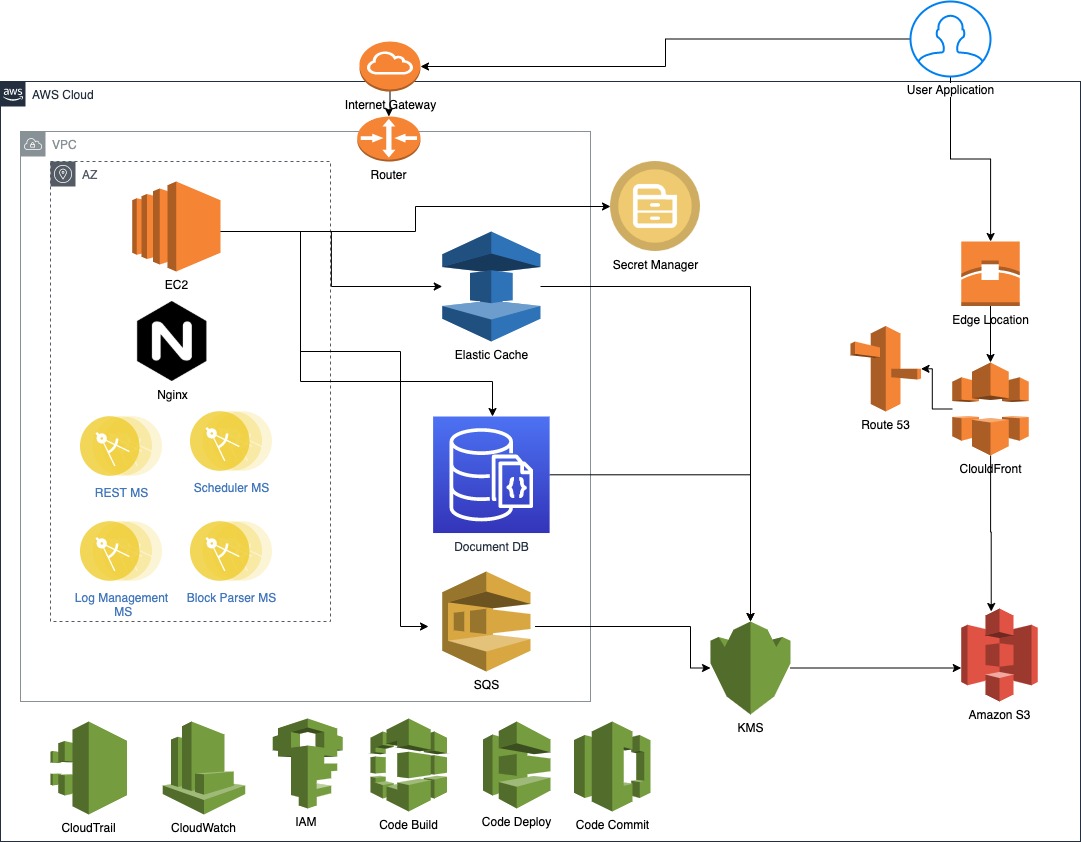 User Application
aws
AWS Cloud
Internet Gateway
VPC
Router
AZ
EC2
Secret Manager
Elastic Cache
Edge Location
Nginx
Route 53
ClouldFront
REST MS
Scheduler MS
Document DB
Log Management
MS
Block Parser MS
SQS
KMS
Amazon S3
CloudTrail
CloudWatch
IAM
Code Build
Code Deploy
Code Commit